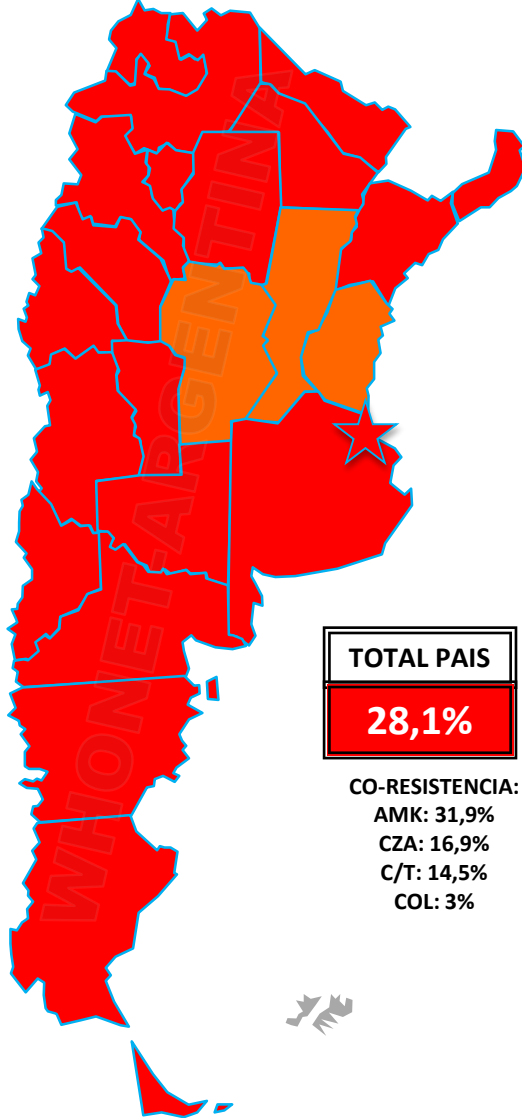 WHONET-ARGENTINA
TOTAL PAIS
28,1%
CO-RESISTENCIA:
AMK: 31,9%
CZA: 16,9%
C/T: 14,5%
COL: 3%